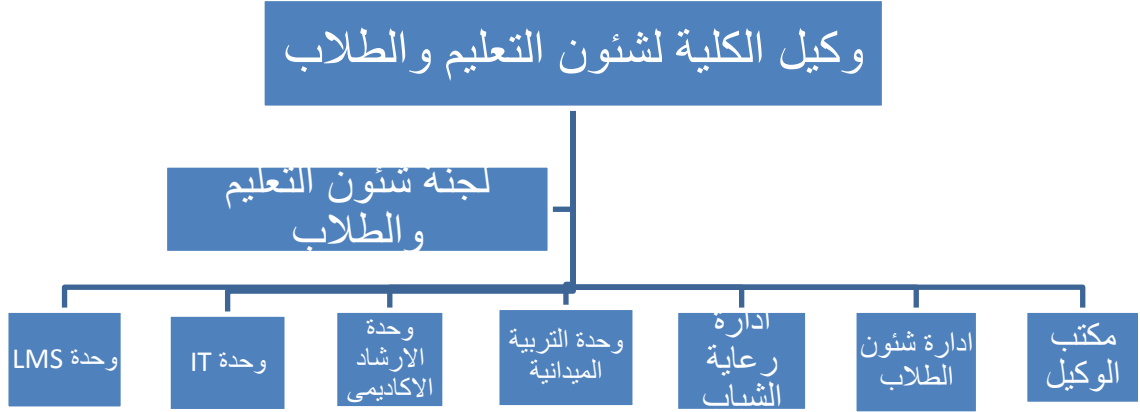 وكيل الكلية لشئون التعليم والطلاب
لجنة شئون التعليم
والطلاب
مكتب
الوكيل
ادارة شئون
الطلاب
ادارة
رعاية
الشباب
وحدة التربية
الميدانية
وحدة
الارشاد
الاكاديمى
وحدة IT
وحدة LMS